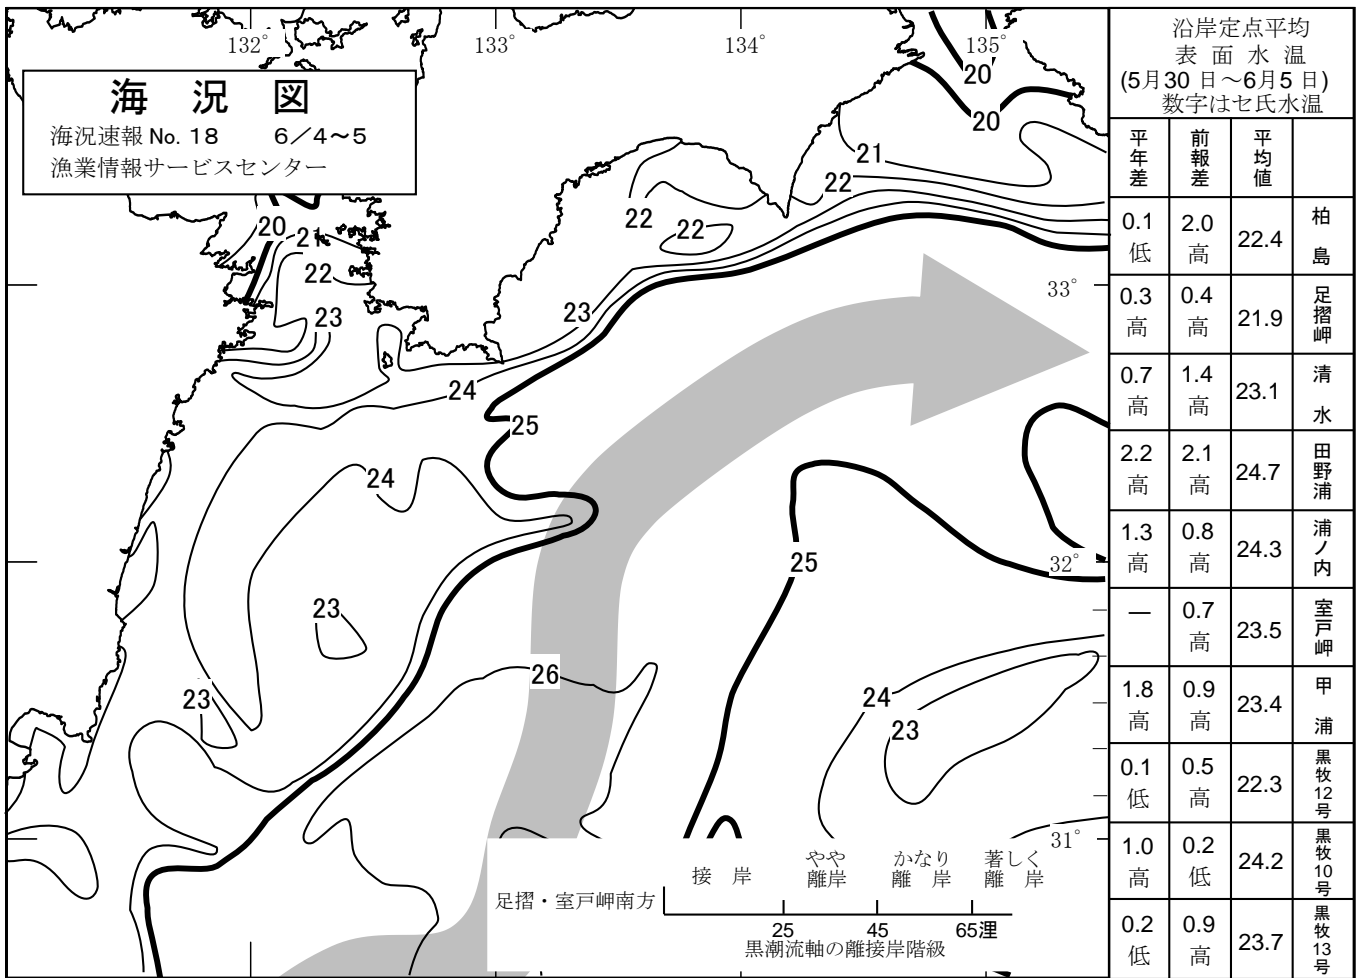 海況図
海況速報 No. 18 6/4～5
漁業情報サービスセンター
132°
133°
134°
135°
20
20
21
22
22
22
20
21
22
23
23
33°
24
25
24
25
32°
23
26
23
24
23
31°
接岸
やや離岸
かなり離岸
著しく離岸
足摺・室戸岬南方
25 45 65浬
黒潮流軸の離接岸階級
沿岸定点平均
表面水温
(5月30日～6月5日)
数字はセ氏水温
平年差 前報差 平均値
0.1低 2.0高 22.4 柏島
0.3高 0.4高 21.9 足摺岬
0.7高 1.4高 23.1 清水
2.2高 2.1高 24.7 田野浦
1.3高 0.8高 24.3 浦ノ内
― 0.7高 23.5 室戸岬
1.8高 0.9高 23.4 甲浦
0.1低 0.5高 22.3 黒牧12号
1.0高 0.2低 24.2 黒牧10号
0.2低 0.9高 23.7 黒牧13号